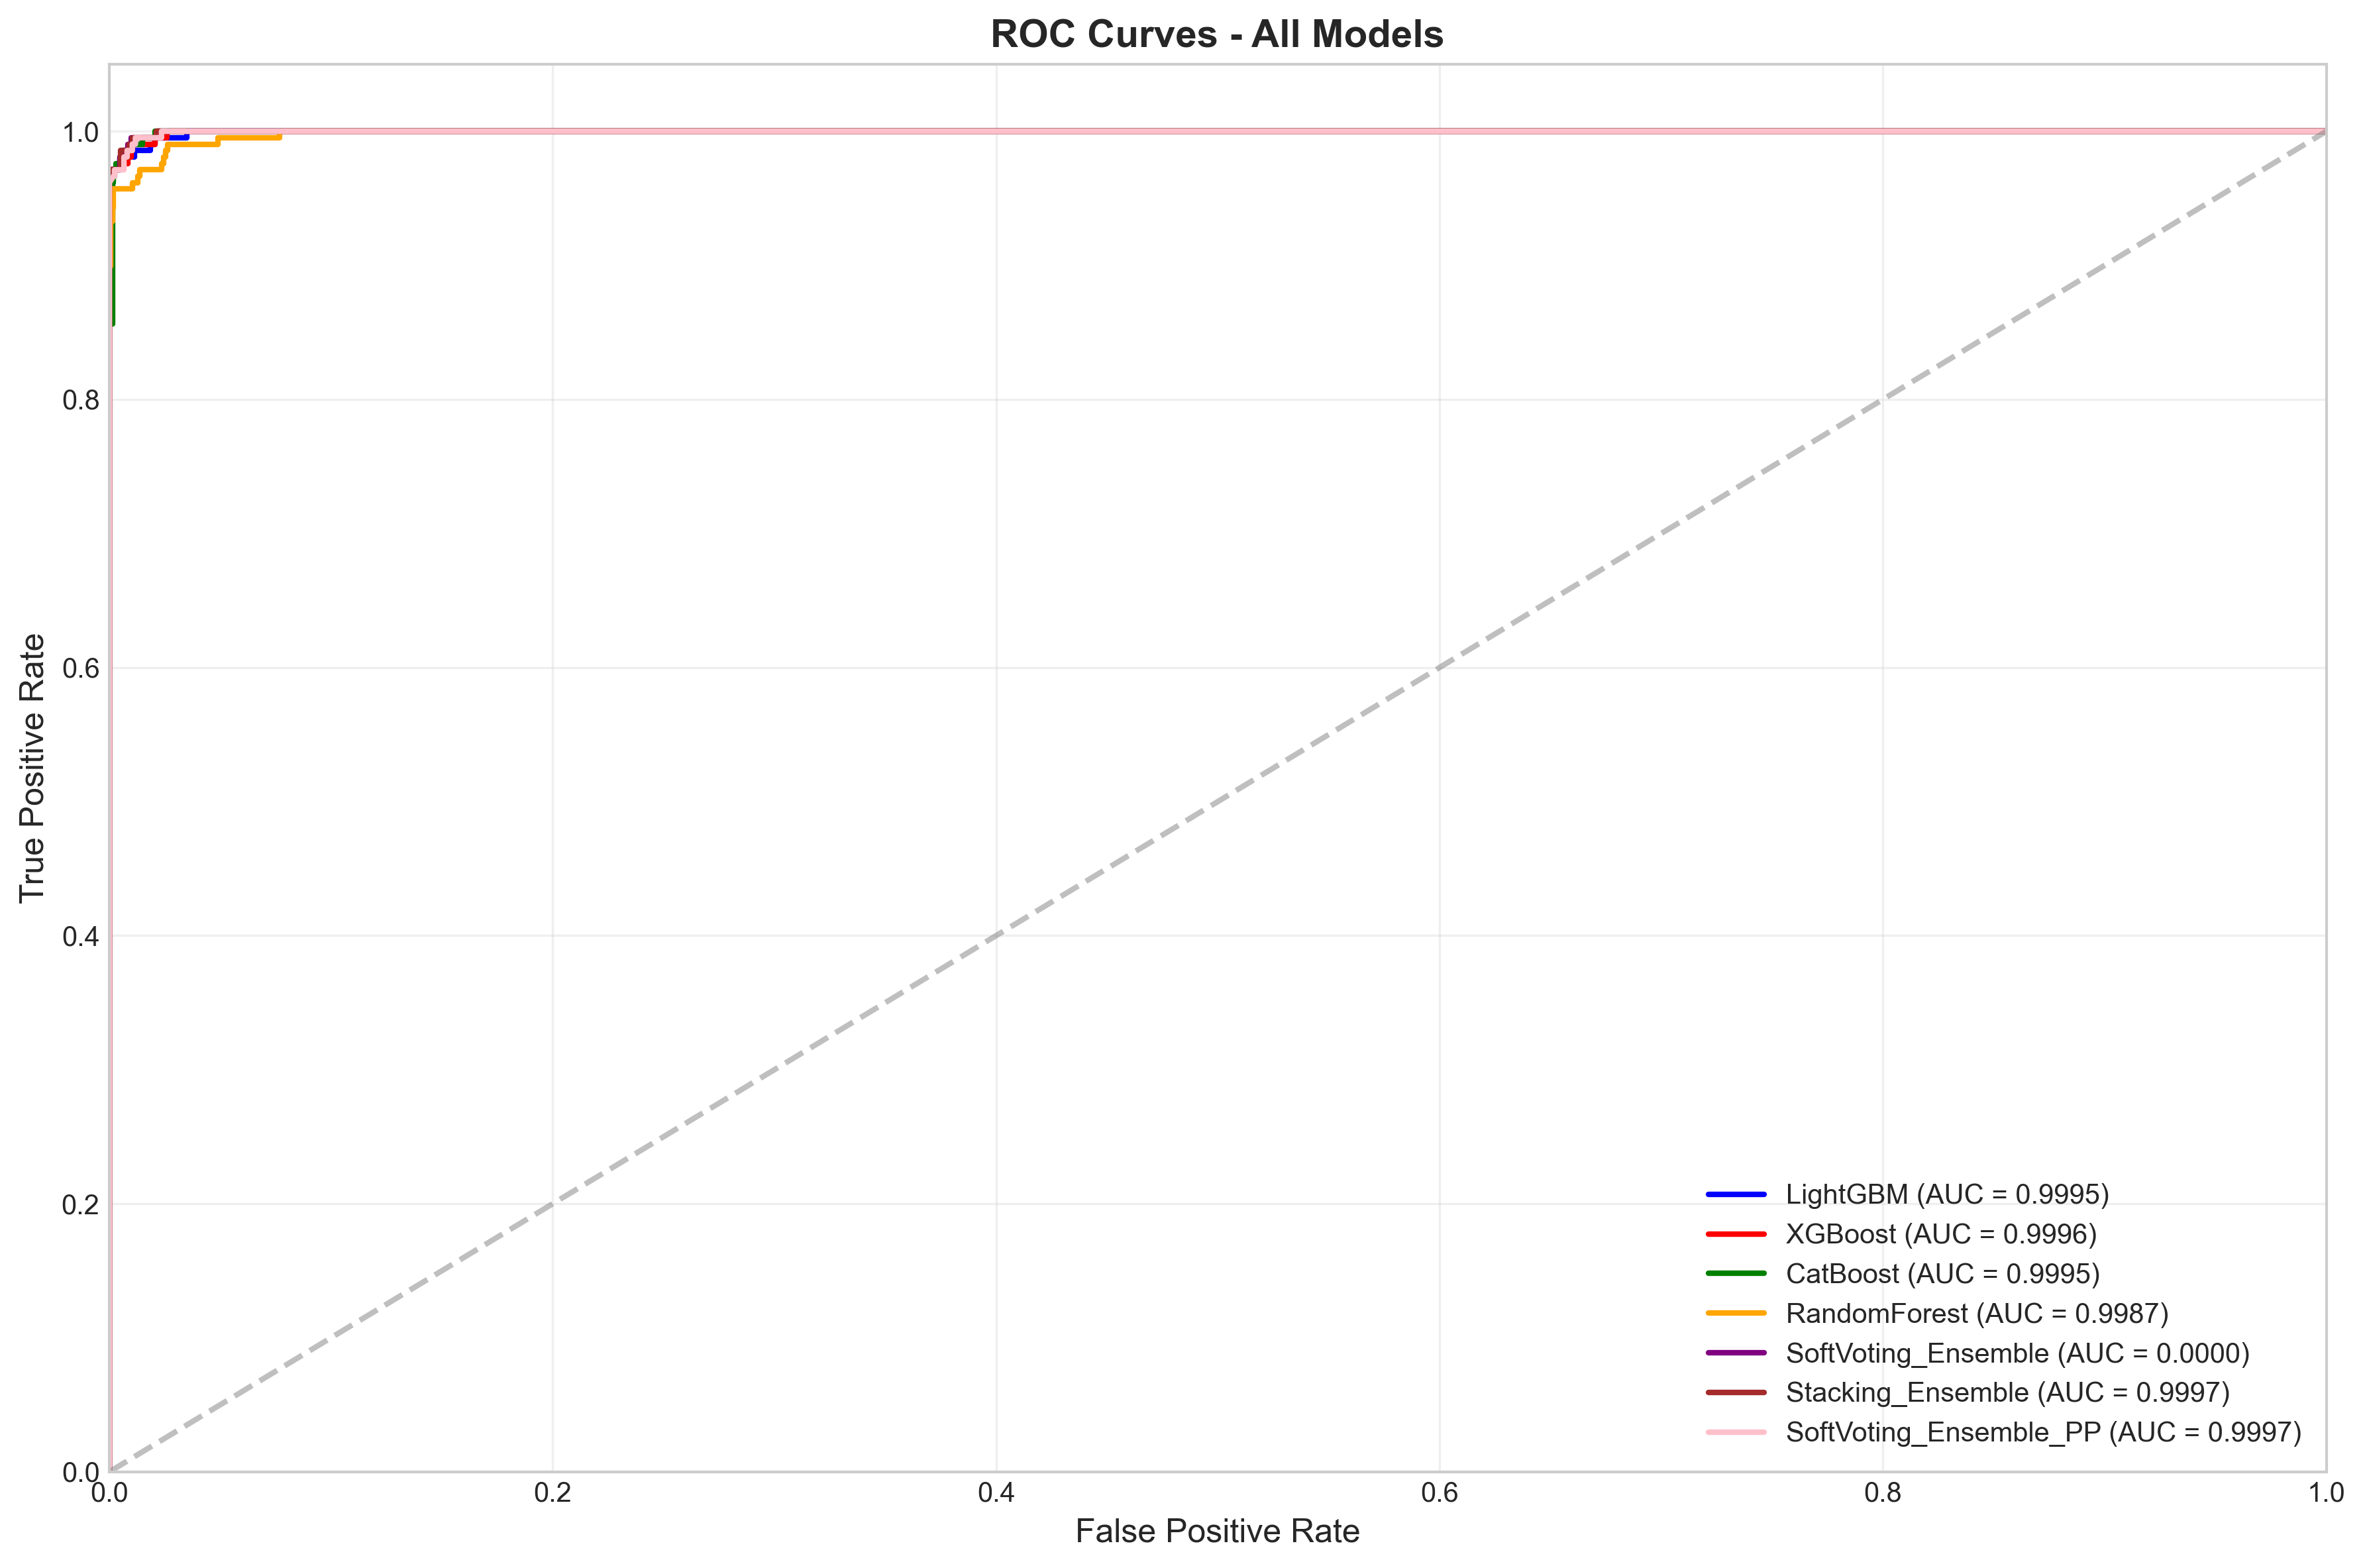 ROC Curves - All Models
True Positive Rate
1.0
0.8
0.6
0.4
0.2
0.0
LightGBM (AUC = 0.9995)
XGBoost (AUC = 0.9996)
CatBoost (AUC = 0.9995)
RandomForest (AUC = 0.9987)
SoftVoting_Ensemble (AUC = 0.0000)
Stacking_Ensemble (AUC = 0.9997)
SoftVoting_Ensemble_PP (AUC = 0.9997)
0.0 0.2 0.4 0.6 0.8 1.0
False Positive Rate